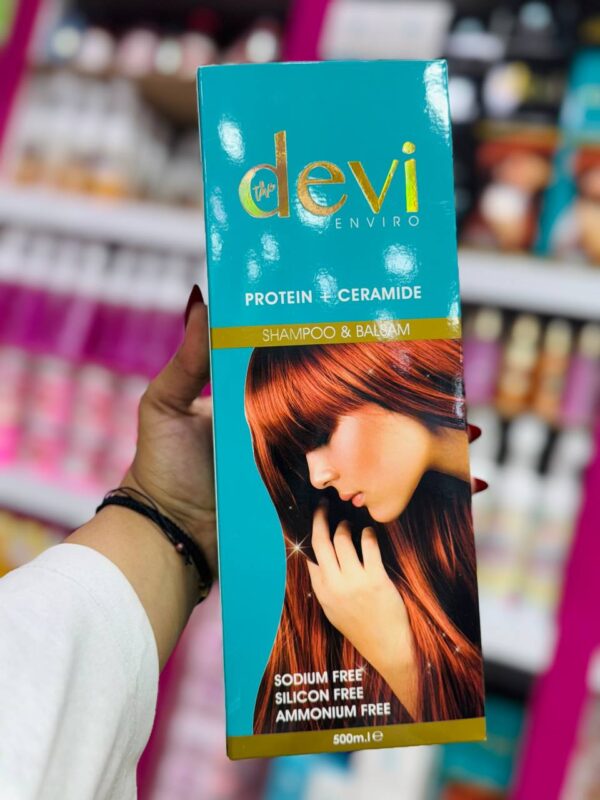 the
devi
ENVIRO
PROTEIN + CERAMIDE
SHAMPOO & BALSAM
SODIUM FREE
SILICON FREE
AMMONIUM FREE
500m.l e